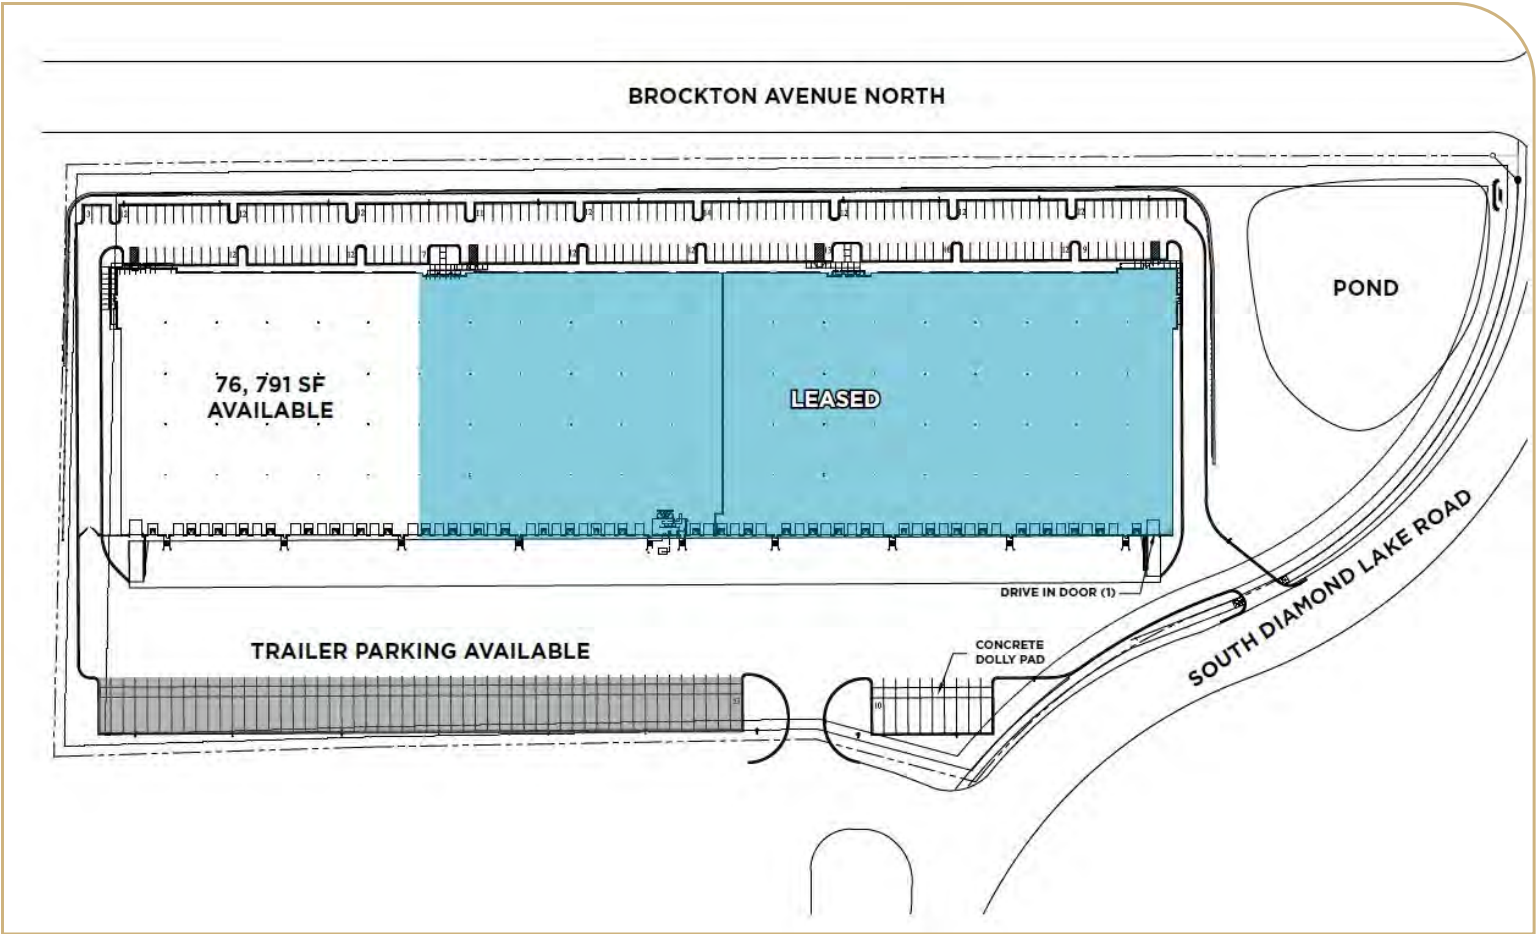 BROCKTON AVENUE NORTH
POND
76, 791 SF
AVAILABLE
LEASED
SOUTH DIAMOND LAKE ROAD
DRIVE IN DOOR (1)
TRAILER PARKING AVAILABLE
CONCRETE
DOLLY PAD
10